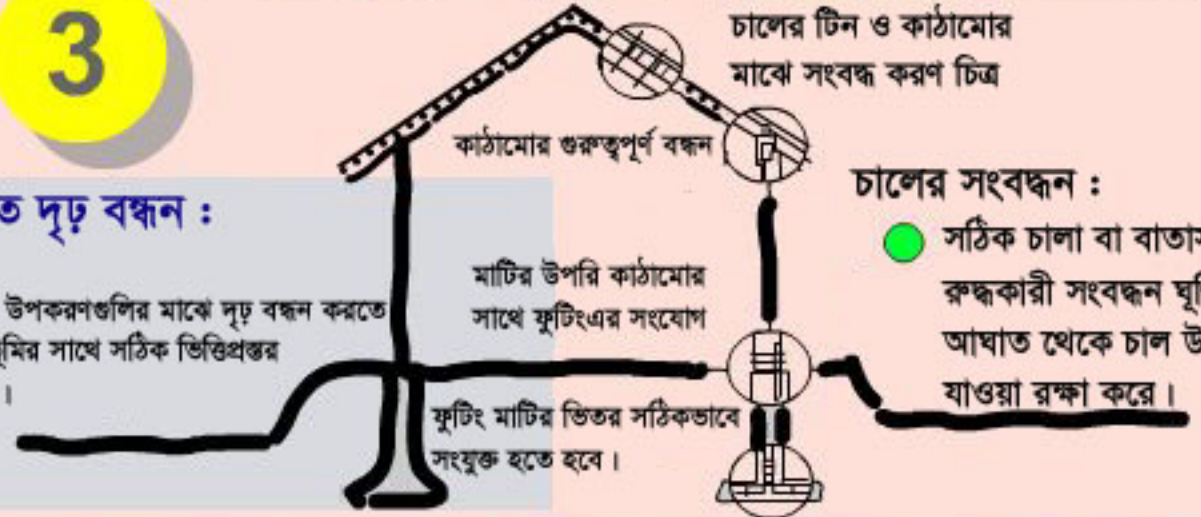 3
চালের টিন ও কাঠামোর
মাঝে সংবদ্ধ করণ চিত্র
কাঠামোর গুরুত্বপূর্ণ বন্ধন
দৃঢ় বন্ধন :
উপকরণগুলির মাঝে দৃঢ় বন্ধন করতে
সাথে সঠিক ভিত্তিপ্রস্তর
।
মাটির উপরি কাঠামোর
সাথে ফুটিংএর সংযোগ
ফুটিং মাটির ভিতর সঠিকভাবে
সংযুক্ত হতে হবে।
চালের সংবদ্ধন :
সঠিক চালা বা
রুদ্ধকারী সংবদ্ধন
আঘাত থেকে চাল
যাওয়া রক্ষা করে।